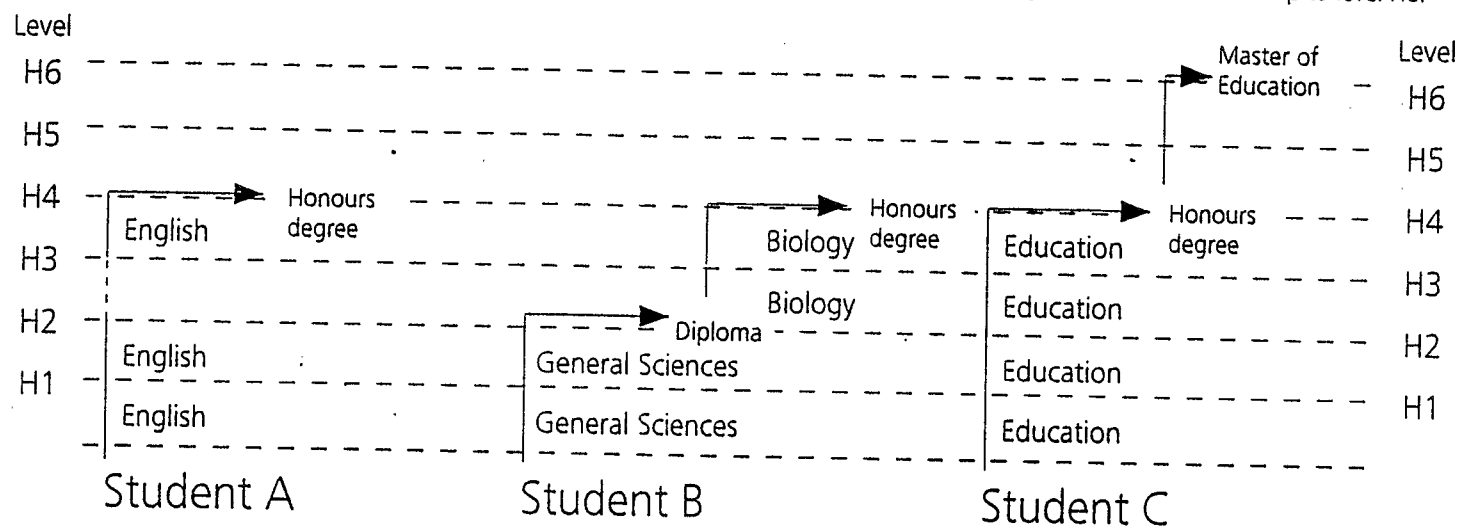 Level
Level
H6
Master of
Education
H6
H5
H5
H4
Honours
degree
Honours
degree
Honours
degree
H4
English
Biology
Education
H3
H3
Biology
Education
H2
Diploma
H2
English
General Sciences
Education
H1
H1
English
General Sciences
Education
Student A
Student B
Student C